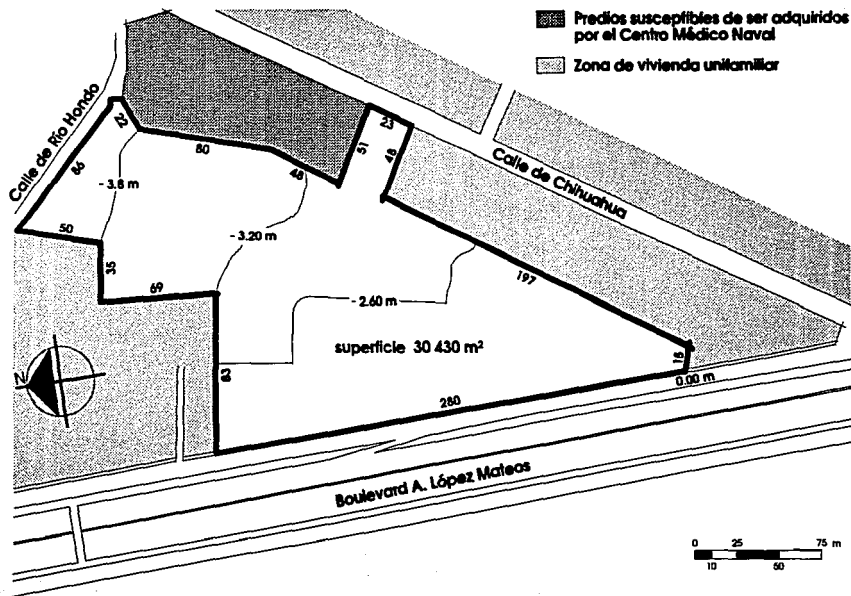 Predios susceptibles de ser adquiridos
por el Centro Médico Naval
Zona de vivienda unifamiliar
Calle de Río Hondo
Calle de Chihuahua
22
80
48
51
23
48
86
- 3.8 m
50
- 3.20 m
35
69
197
- 2.60 m
superficie 30 430 m²
N
83
15
0.00 m
280
Boulevard A. López Mateos
0 25 75 m
10 50